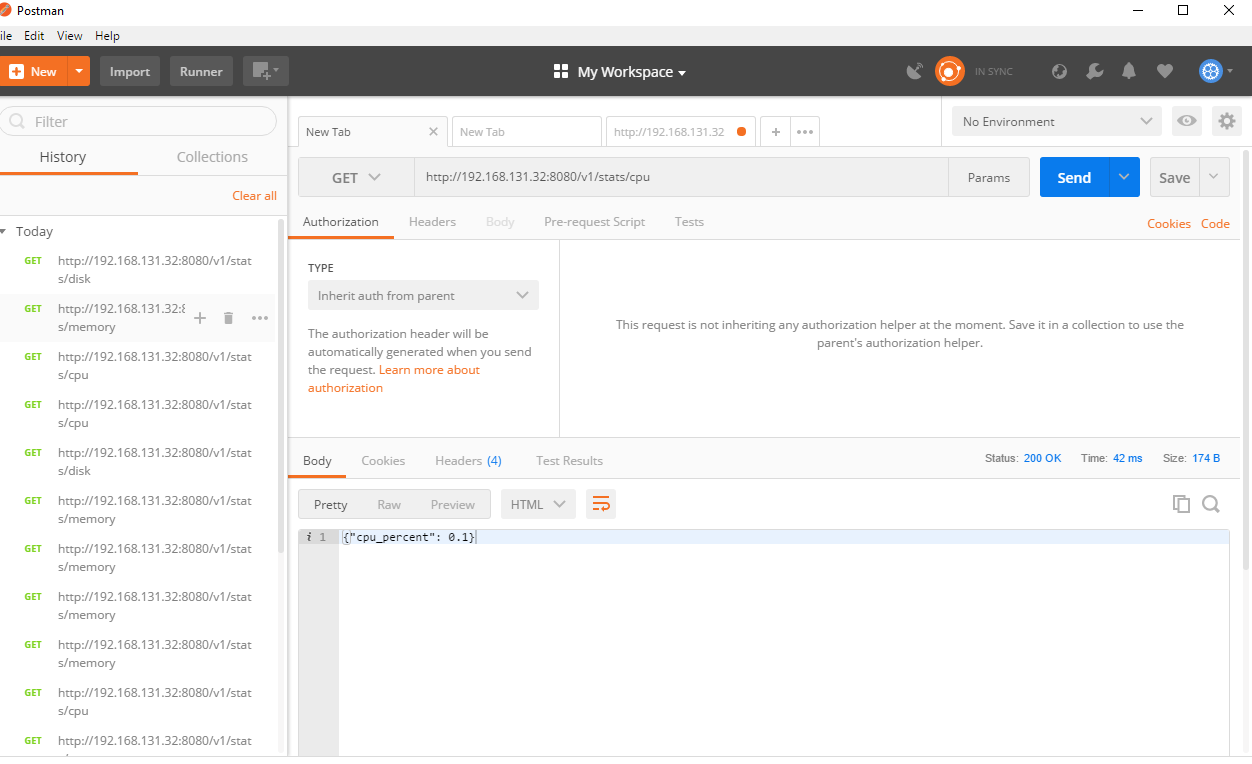 Postman
ile Edit View Help
New
Import
Runner
My Workspace
IN SYNC
Filter
History
Collections
Clear all
Today
GET http://192.168.131.32:8080/v1/stat
s/disk
GET http://192.168.131.32:8
s/memory
GET http://192.168.131.32:8080/v1/stat
s/cpu
GET http://192.168.131.32:8080/v1/stat
s/cpu
GET http://192.168.131.32:8080/v1/stat
s/disk
GET http://192.168.131.32:8080/v1/stat
s/memory
GET http://192.168.131.32:8080/v1/stat
s/memory
GET http://192.168.131.32:8080/v1/stat
s/memory
GET http://192.168.131.32:8080/v1/stat
s/memory
GET http://192.168.131.32:8080/v1/stat
s/cpu
GET http://192.168.131.32:8080/v1/stat
New Tab
New Tab
http://192.168.131.32
No Environment
GET
http://192.168.131.32:8080/v1/stats/cpu
Params
Send
Save
Authorization
Headers
Body
Pre-request Script
Tests
Cookies
Code
TYPE
Inherit auth from parent
The authorization header will be
automatically generated when you send
the request. Learn more about
authorization
This request is not inheriting any authorization helper at the moment. Save it in a collection to use the
parent's authorization helper.
Body
Cookies
Headers (4)
Test Results
Status: 200 OK
Time: 42 ms
Size: 174 B
Pretty
Raw
Preview
HTML
i 1 {"cpu_percent": 0.1}